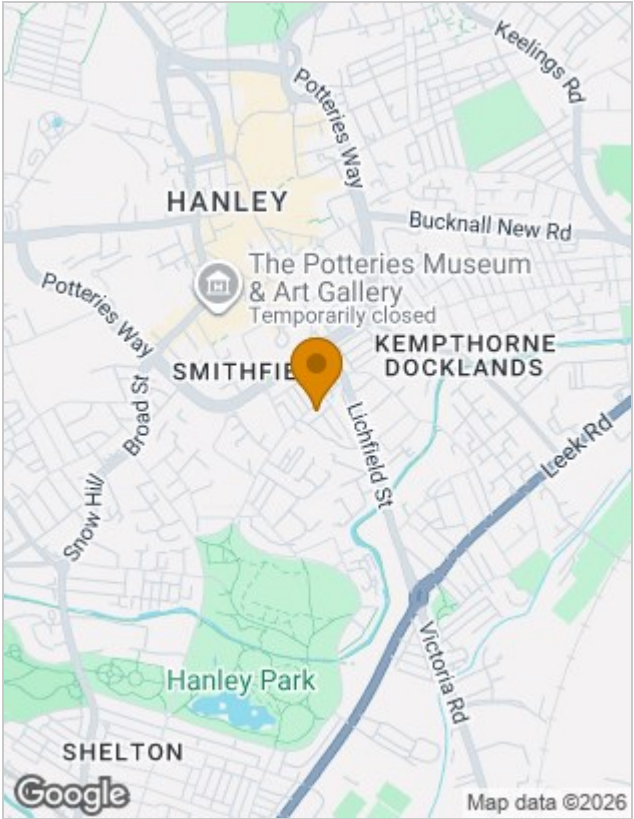 Keelings Rd
Potteries Way
HANLEY
Bucknall New Rd
The Potteries Museum
& Art Gallery
Temporarily closed
Potteries Way
KEMPTHORNE
DOCKLANDS
SMITHFIE
Broad St
Lichfield St
Leek Rd
Snow Hill
Victoria Rd
Hanley Park
SHELTON
Google
Map data ©2026